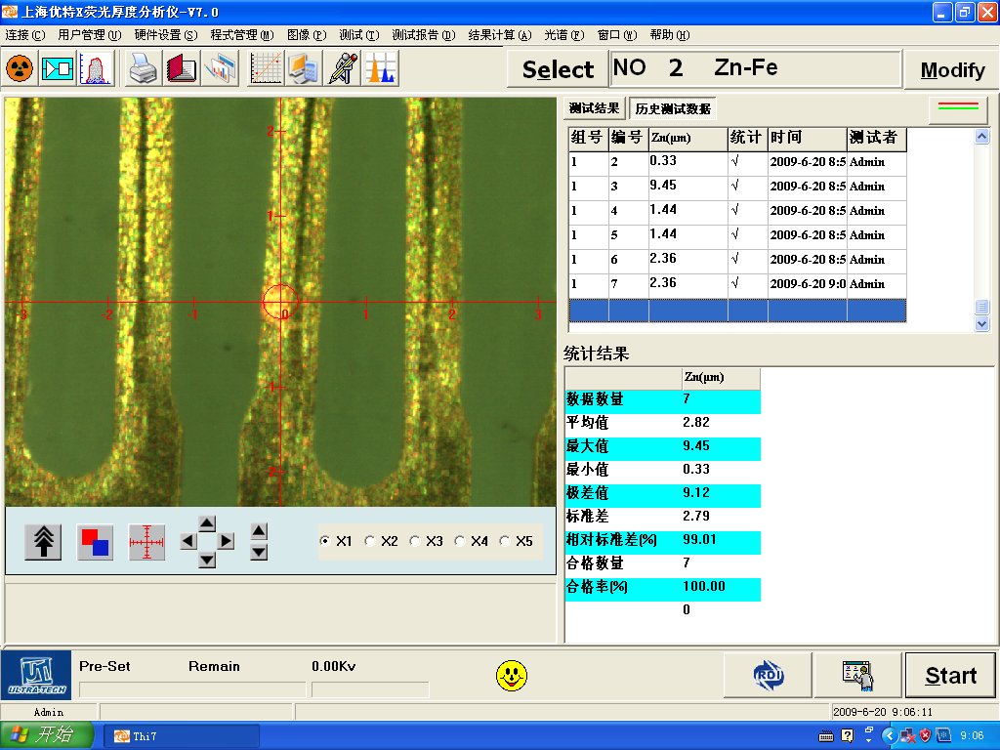 上海优特X荧光厚度分析仪-V7.0
连接(C) 用户管理(U) 硬件设置(S) 程式管理(M) 图像(P) 测试(T) 测试报告(D) 结果计算(A) 光谱(F) 窗口(W) 帮助(H)
Select NO 2 Zn-Fe Modify
测试结果 历史测试数据
组号 编号 Zn(μm) 统计 时间 测试者
1 2 0.33 √ 2009-6-20 8:5 Admin
1 3 9.45 √ 2009-6-20 8:5 Admin
1 4 1.44 √ 2009-6-20 8:5 Admin
1 5 1.44 √ 2009-6-20 8:5 Admin
1 6 2.36 √ 2009-6-20 8:5 Admin
1 7 2.36 √ 2009-6-20 9:0 Admin
2
1
-3 -2 -1 0 1 2 3
-1
-2
统计结果
Zn(μm)
数据数量 7
平均值 2.82
最大值 9.45
最小值 0.33
极差值 9.12
标准差 2.79
相对标准差(%) 99.01
合格数量 7
合格率(%) 100.00
0
X1 X2 X3 X4 X5
UT
ULTRA-TECH
Pre-Set Remain 0.00Kv
ROI
Start
Admin 2009-6-20 9:06:11
开始 Thi7 9:06